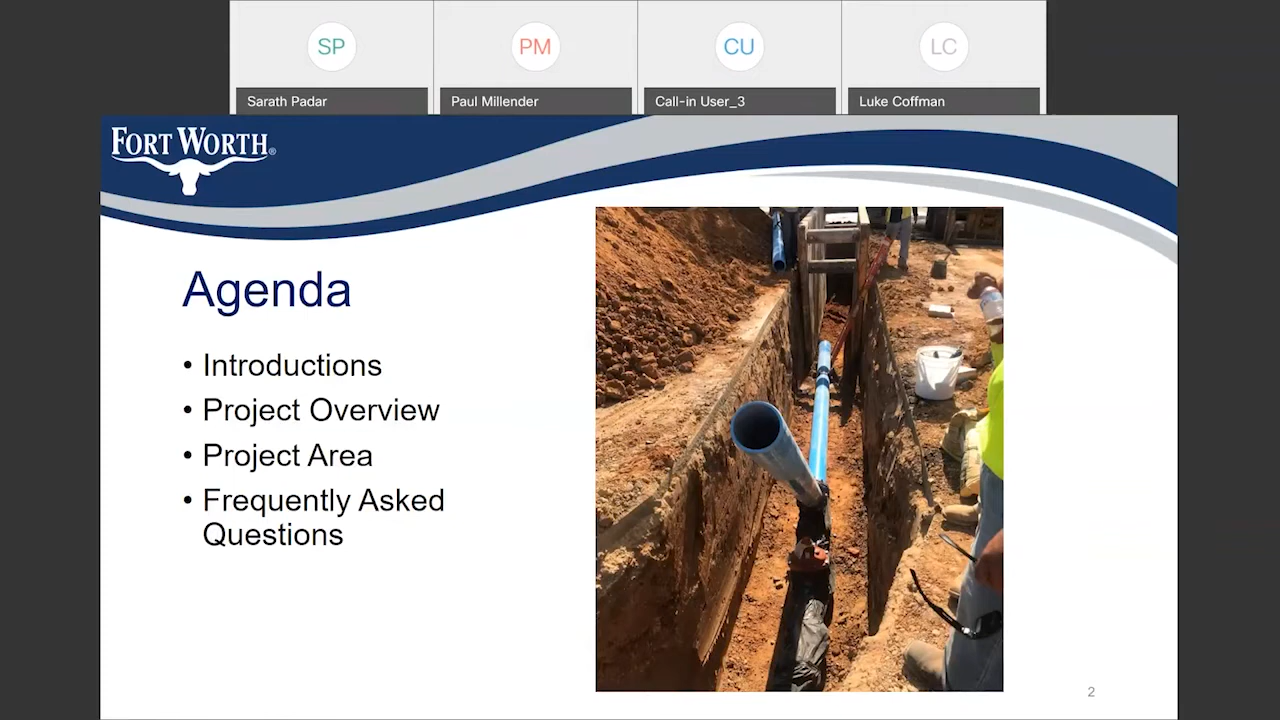 SP
PM
CU
LC
Sarath Padar
Paul Millender
Call-in User_3
Luke Coffman
FORT WORTH®
Agenda
• Introductions
• Project Overview
• Project Area
• Frequently Asked
Questions
2